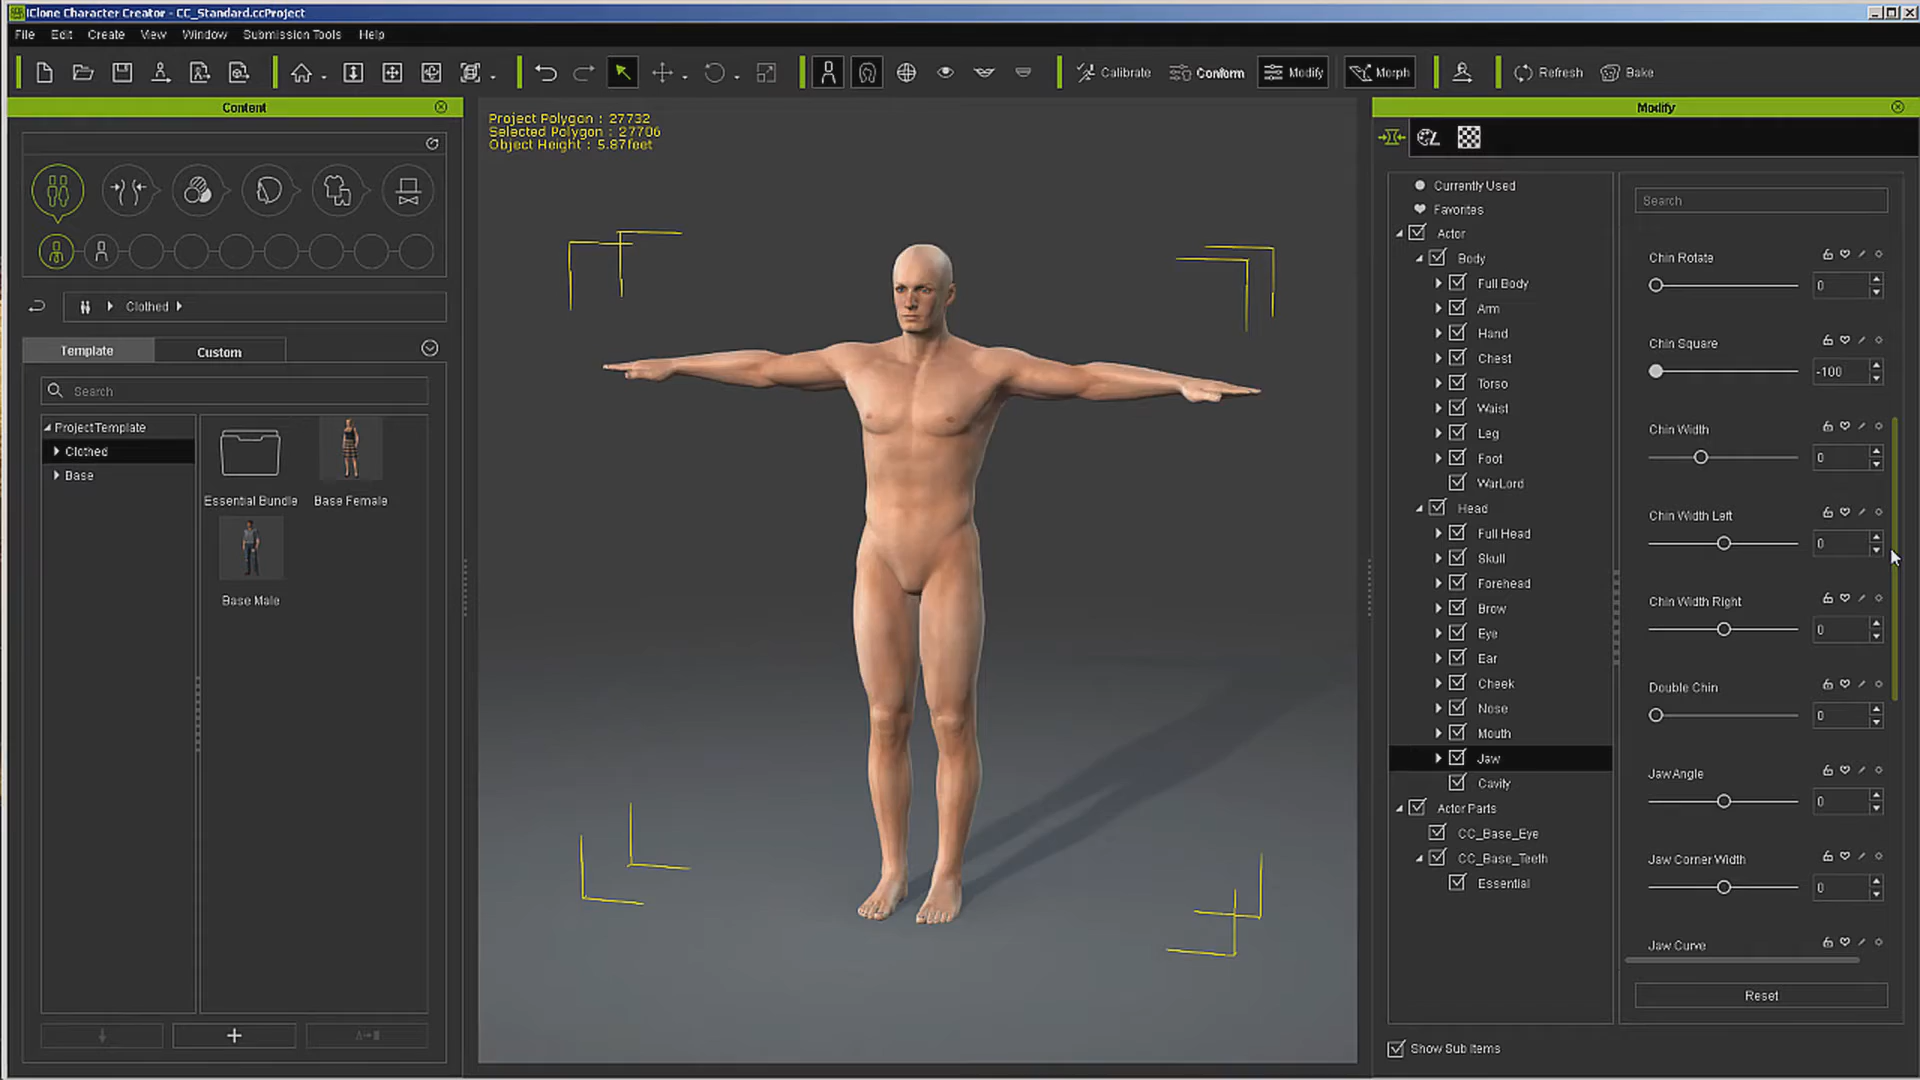 iClone Character Creator - CC_Standard.ccProject
File Edit Create View Window Submission Tools Help
Calibrate Conform Modify Morph Refresh Bake
Content
Clothed
Template Custom
Search
Project Template
Clothed
Base
Essential Bundle Base Female
Base Male
Project Polygon : 27732
Selected Polygon : 27706
Object Height : 5.87feet
Modify
Currently Used
Favorites
Actor
Body
Full Body
Arm
Hand
Chest
Torso
Waist
Leg
Foot
WarLord
Head
Full Head
Skull
Forehead
Brow
Eye
Ear
Cheek
Nose
Mouth
Jaw
Cavity
Actor Parts
CC_Base_Eye
CC_Base_Teeth
Essential
Show Sub Items
Search
Chin Rotate
0
Chin Square
-100
Chin Width
0
Chin Width Left
0
Chin Width Right
0
Double Chin
0
Jaw Angle
0
Jaw Corner Width
0
Jaw Curve
Reset